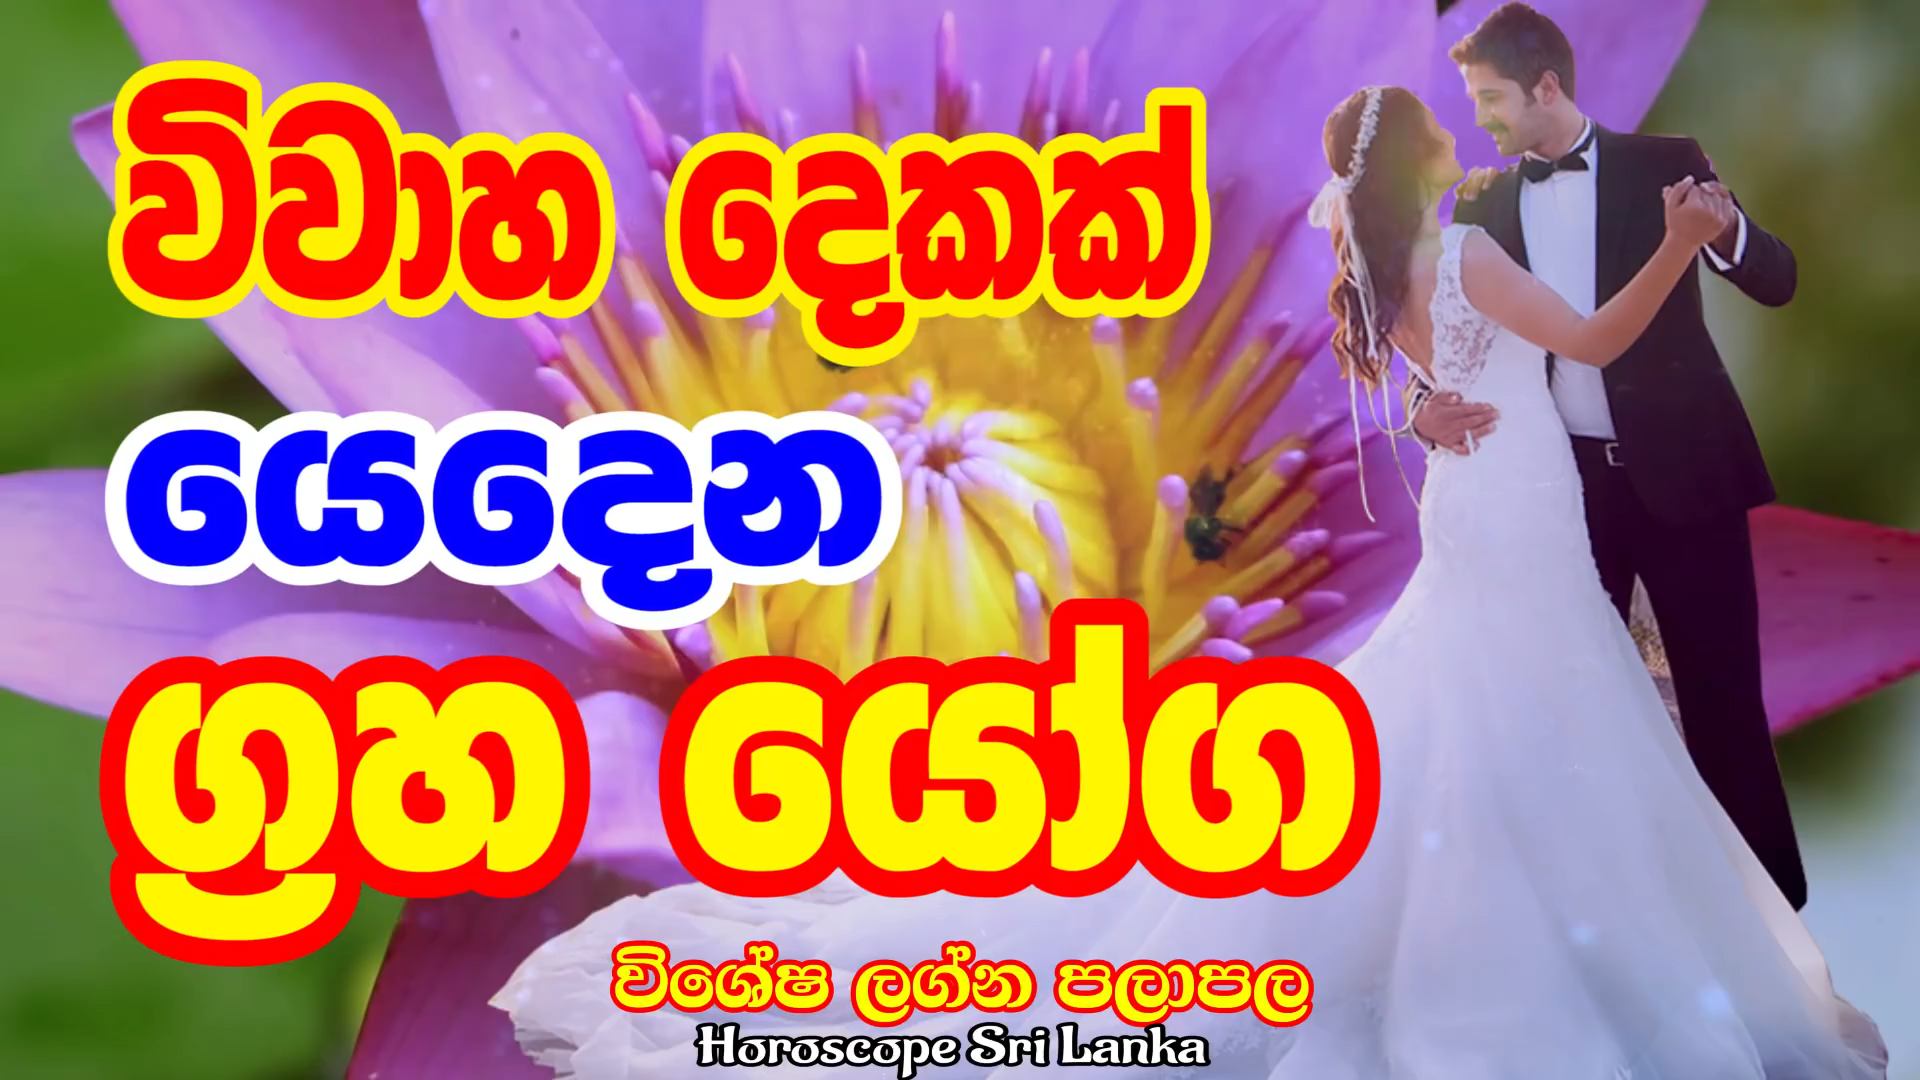 විවාහ දෙකක්
යෙදෙන
ග්‍රහ යෝග
විශේෂ ලග්න පලාපල
Horoscope Sri Lanka